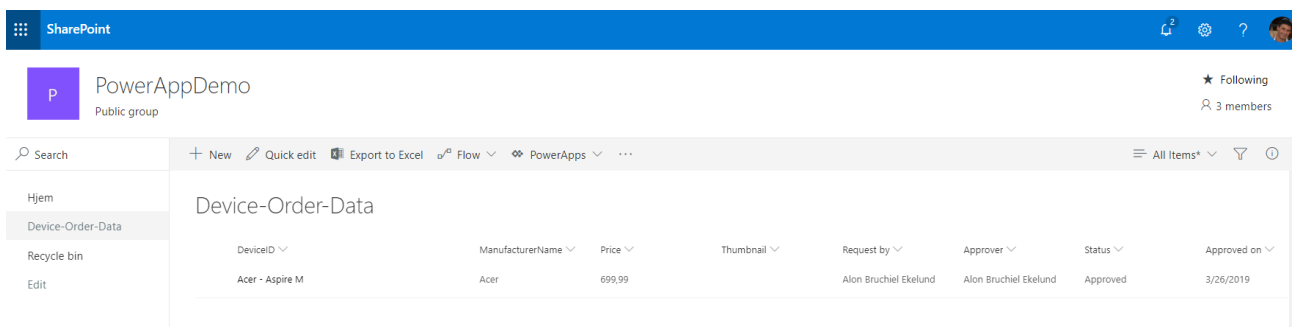 SharePoint 2 ?
P PowerAppDemo
Public group
Following
3 members
Search
New Quick edit Export to Excel Flow PowerApps ... All Items*
Hjem
Device-Order-Data
Recycle bin
Edit
Device-Order-Data
DeviceID ManufacturerName Price Thumbnail Request by Approver Status Approved on
Acer - Aspire M Acer 699,99 Alon Bruchiel Ekelund Alon Bruchiel Ekelund Approved 3/26/2019